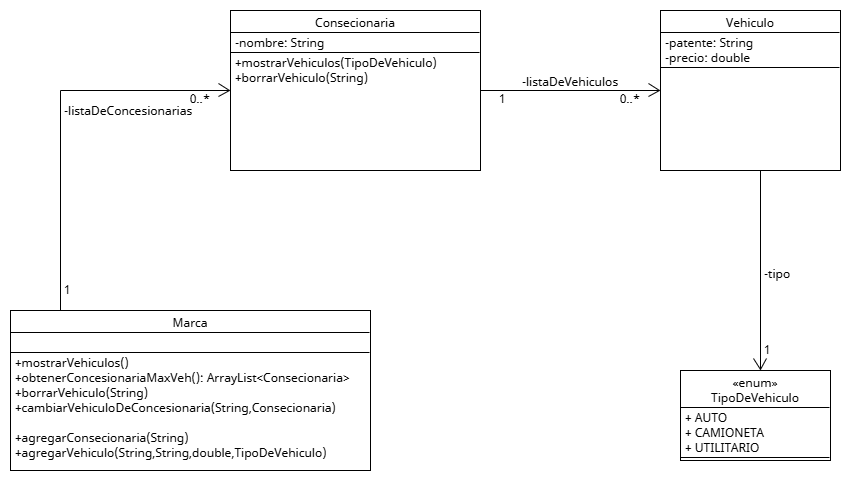 Consecionaria
-nombre: String
+mostrarVehiculos(TipoDeVehiculo)
+borrarVehiculo(String)
Vehiculo
-patente: String
-precio: double
-listaDeVehiculos
1
0..*
0..*
-listaDeConcesionarias
1
-tipo
1
Marca
+mostrarVehiculos()
+obtenerConcesionariaMaxVeh(): ArrayList<Consecionaria>
+borrarVehiculo(String)
+cambiarVehiculoDeConcesionaria(String,Consecionaria)
+agregarConsecionaria(String)
+agregarVehiculo(String,String,double,TipoDeVehiculo)
«enum»
TipoDeVehiculo
+ AUTO
+ CAMIONETA
+ UTILITARIO